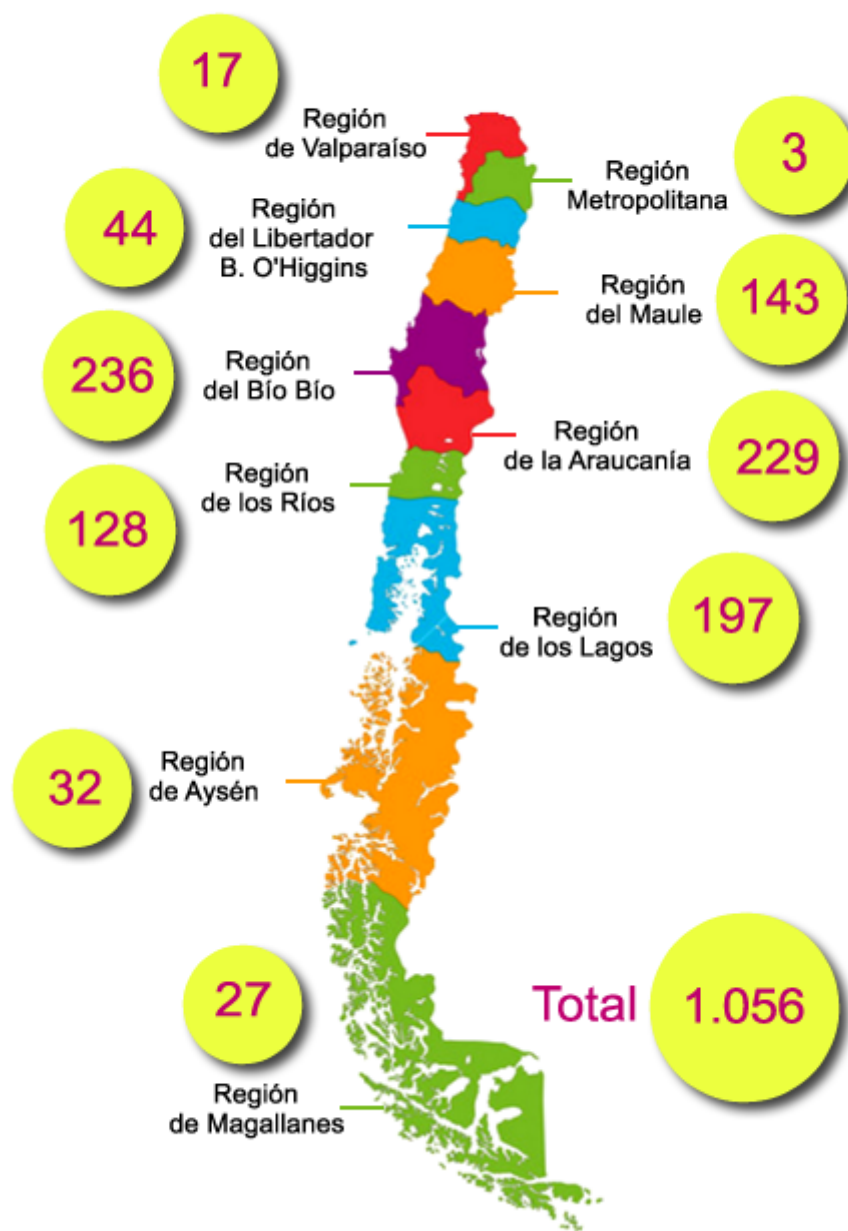 17
Región
de Valparaíso
3
Región
Metropolitana
44
Región
del Libertador
B. O'Higgins
143
Región
del Maule
236
Región
del Bío Bío
229
Región
de la Araucanía
128
Región
de los Ríos
197
Región
de los Lagos
32
Región
de Aysén
27
Región
de Magallanes
Total 1.056